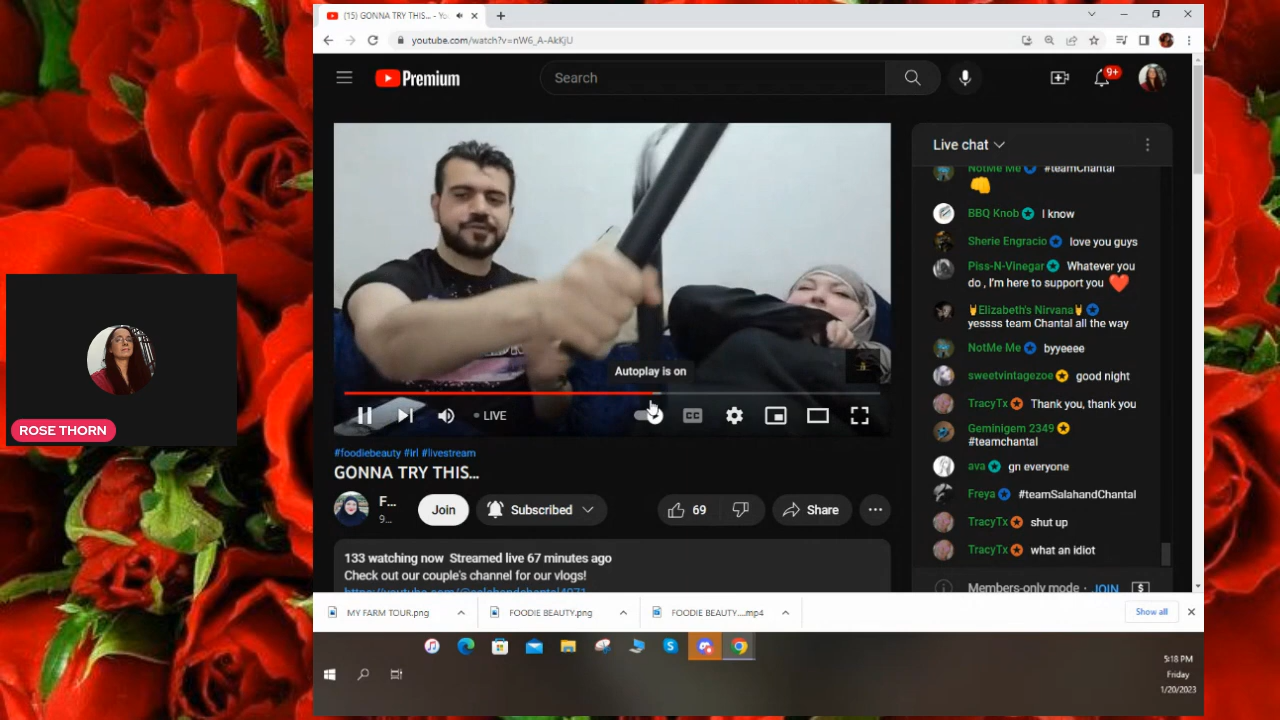 (15) GONNA TRY THIS... - Yo
youtube.com/watch?v=nW6_A-AkKjU
Premium
Search
9+
Live chat
NotMe Me #teamChantal
BBQ Knob I know
Sherie Engracio love you guys
Piss-N-Vinegar Whatever you
do , I'm here to support you
Elizabeth's Nirvana
yessss team Chantal all the way
NotMe Me byyeeee
sweetvintagezoe good night
TracyTx Thank you, thank you
Geminigem 2349
#teamchantal
ava gn everyone
Freya #teamSalahandChantal
TracyTx shut up
TracyTx what an idiot
Members-only mode · JOIN
Autoplay is on
LIVE
CC
#foodiebeauty #irl #livestream
GONNA TRY THIS...
F...
9...
Join
Subscribed
69
Share
133 watching now Streamed live 67 minutes ago
Check out our couple's channel for our vlogs!
https://youtube.com/@salahandchantal4071
ROSE THORN
MY FARM TOUR.png
FOODIE BEAUTY.png
FOODIE BEAUTY....mp4
Show all
5:18 PM
Friday
1/20/2023